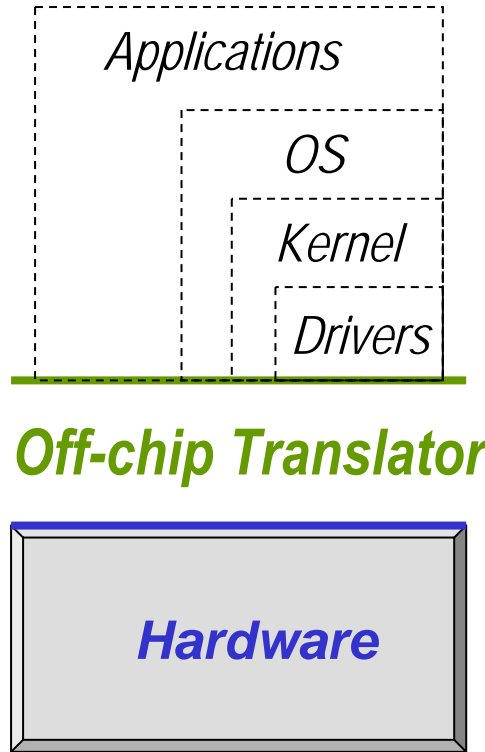 Applications
OS
Kernel
Drivers
Off-chip Translator
Hardware